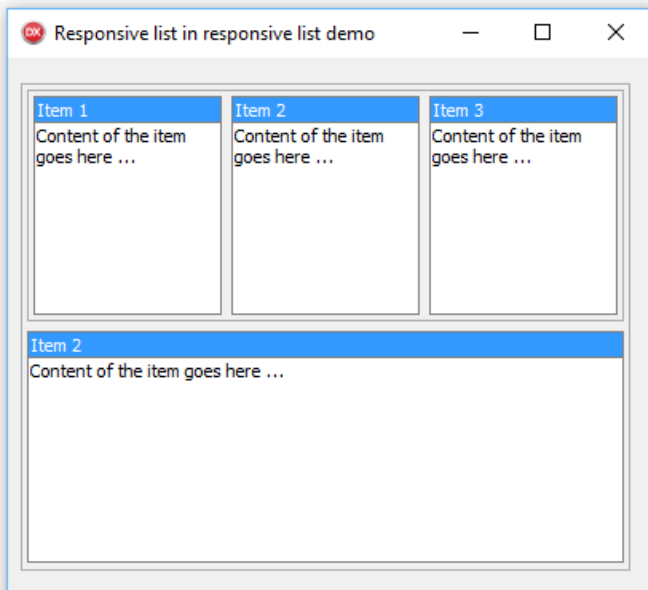 DX
Responsive list in responsive list demo
Item 1
Content of the item
goes here ...
Item 2
Content of the item
goes here ...
Item 3
Content of the item
goes here ...
Item 2
Content of the item goes here ...